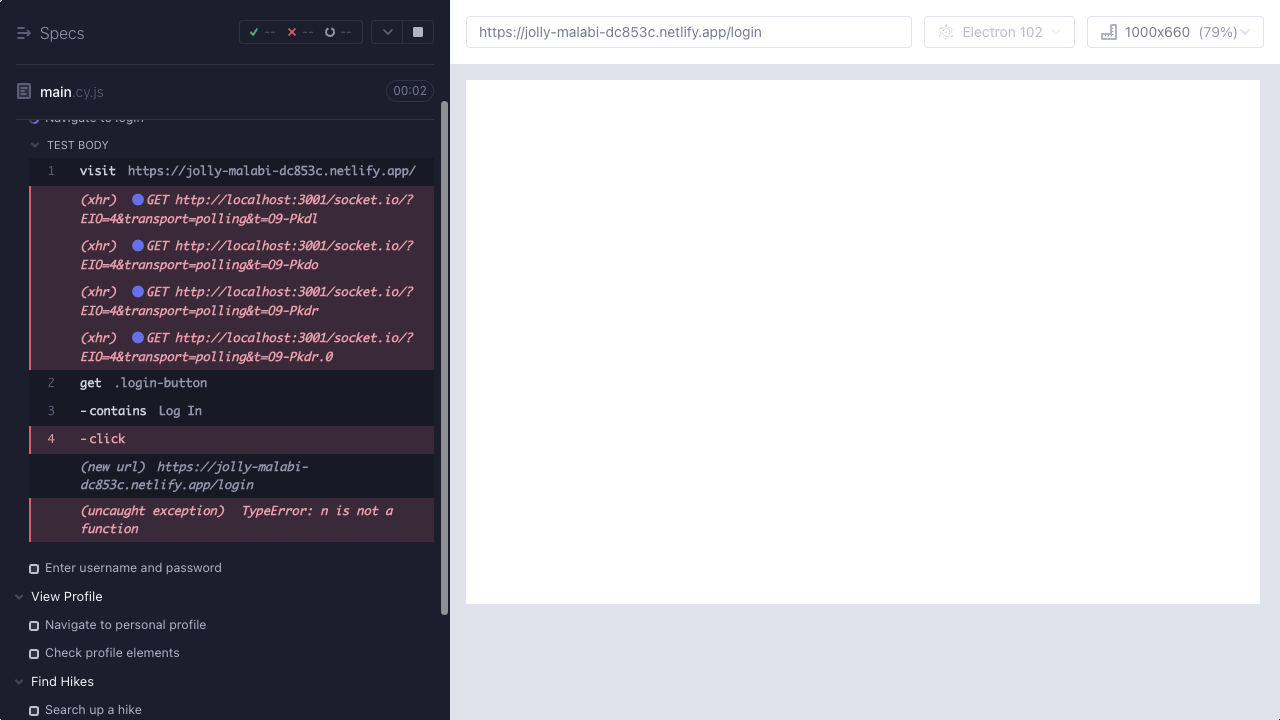 Specs
-- -- --
https://jolly-malabi-dc853c.netlify.app/login
Electron 102
1000x660 (79%)
main.cy.js
00:02
Navigate to login
TEST BODY
1 visit https://jolly-malabi-dc853c.netlify.app/
(xhr) GET http://localhost:3001/socket.io/?
EIO=4&transport=polling&t=O9-Pkdl
(xhr) GET http://localhost:3001/socket.io/?
EIO=4&transport=polling&t=O9-Pkdo
(xhr) GET http://localhost:3001/socket.io/?
EIO=4&transport=polling&t=O9-Pkdr
(xhr) GET http://localhost:3001/socket.io/?
EIO=4&transport=polling&t=O9-Pkdr.0
2 get .login-button
3 -contains Log In
4 -click
(new url) https://jolly-malabi-
dc853c.netlify.app/login
(uncaught exception) TypeError: n is not a
function
Enter username and password
View Profile
Navigate to personal profile
Check profile elements
Find Hikes
Search up a hike